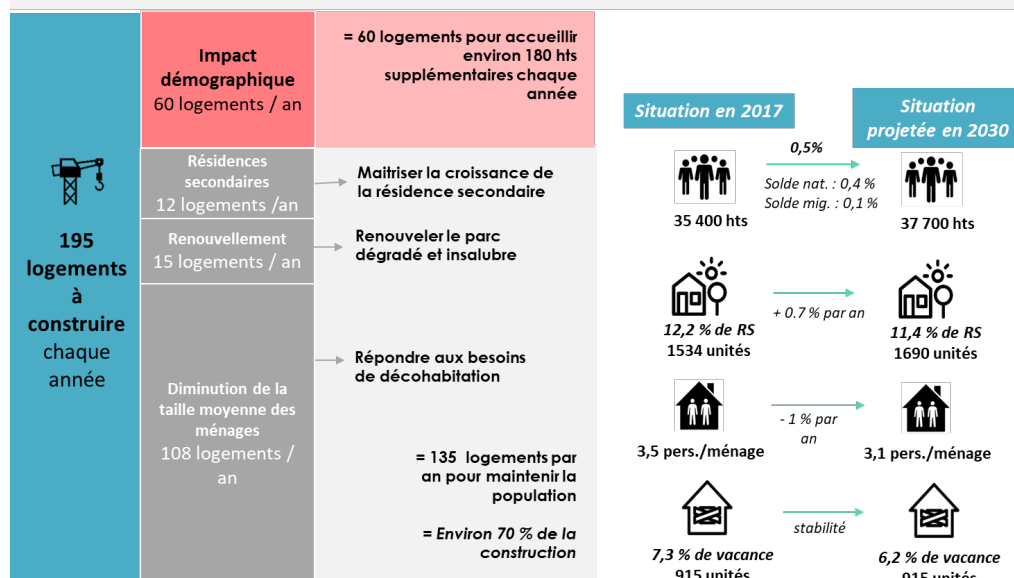 195
logements
à
construire
chaque
année
Impact
démographique
60 logements / an
= 60 logements pour accueillir
environ 180 hts
supplémentaires chaque
année
Résidences
secondaires
12 logements /an
Maitriser la croissance de
la résidence secondaire
Renouvellement
15 logements / an
Renouveler le parc
dégradé et insalubre
Diminution de la
taille moyenne des
ménages
108 logements /
an
Répondre aux besoins
de décohabitation
= 135 logements par
an pour maintenir la
population
= Environ 70 % de la
construction
Situation en 2017
Situation
projetée en 2030
0,5%
Solde nat. : 0,4 %
Solde mig. : 0,1 %
35 400 hts
37 700 hts
+ 0.7 % par an
12,2 % de RS
1534 unités
11,4 % de RS
1690 unités
- 1 % par
an
3,5 pers./ménage
3,1 pers./ménage
stabilité
7,3 % de vacance
915 unités
6,2 % de vacance
915 unités